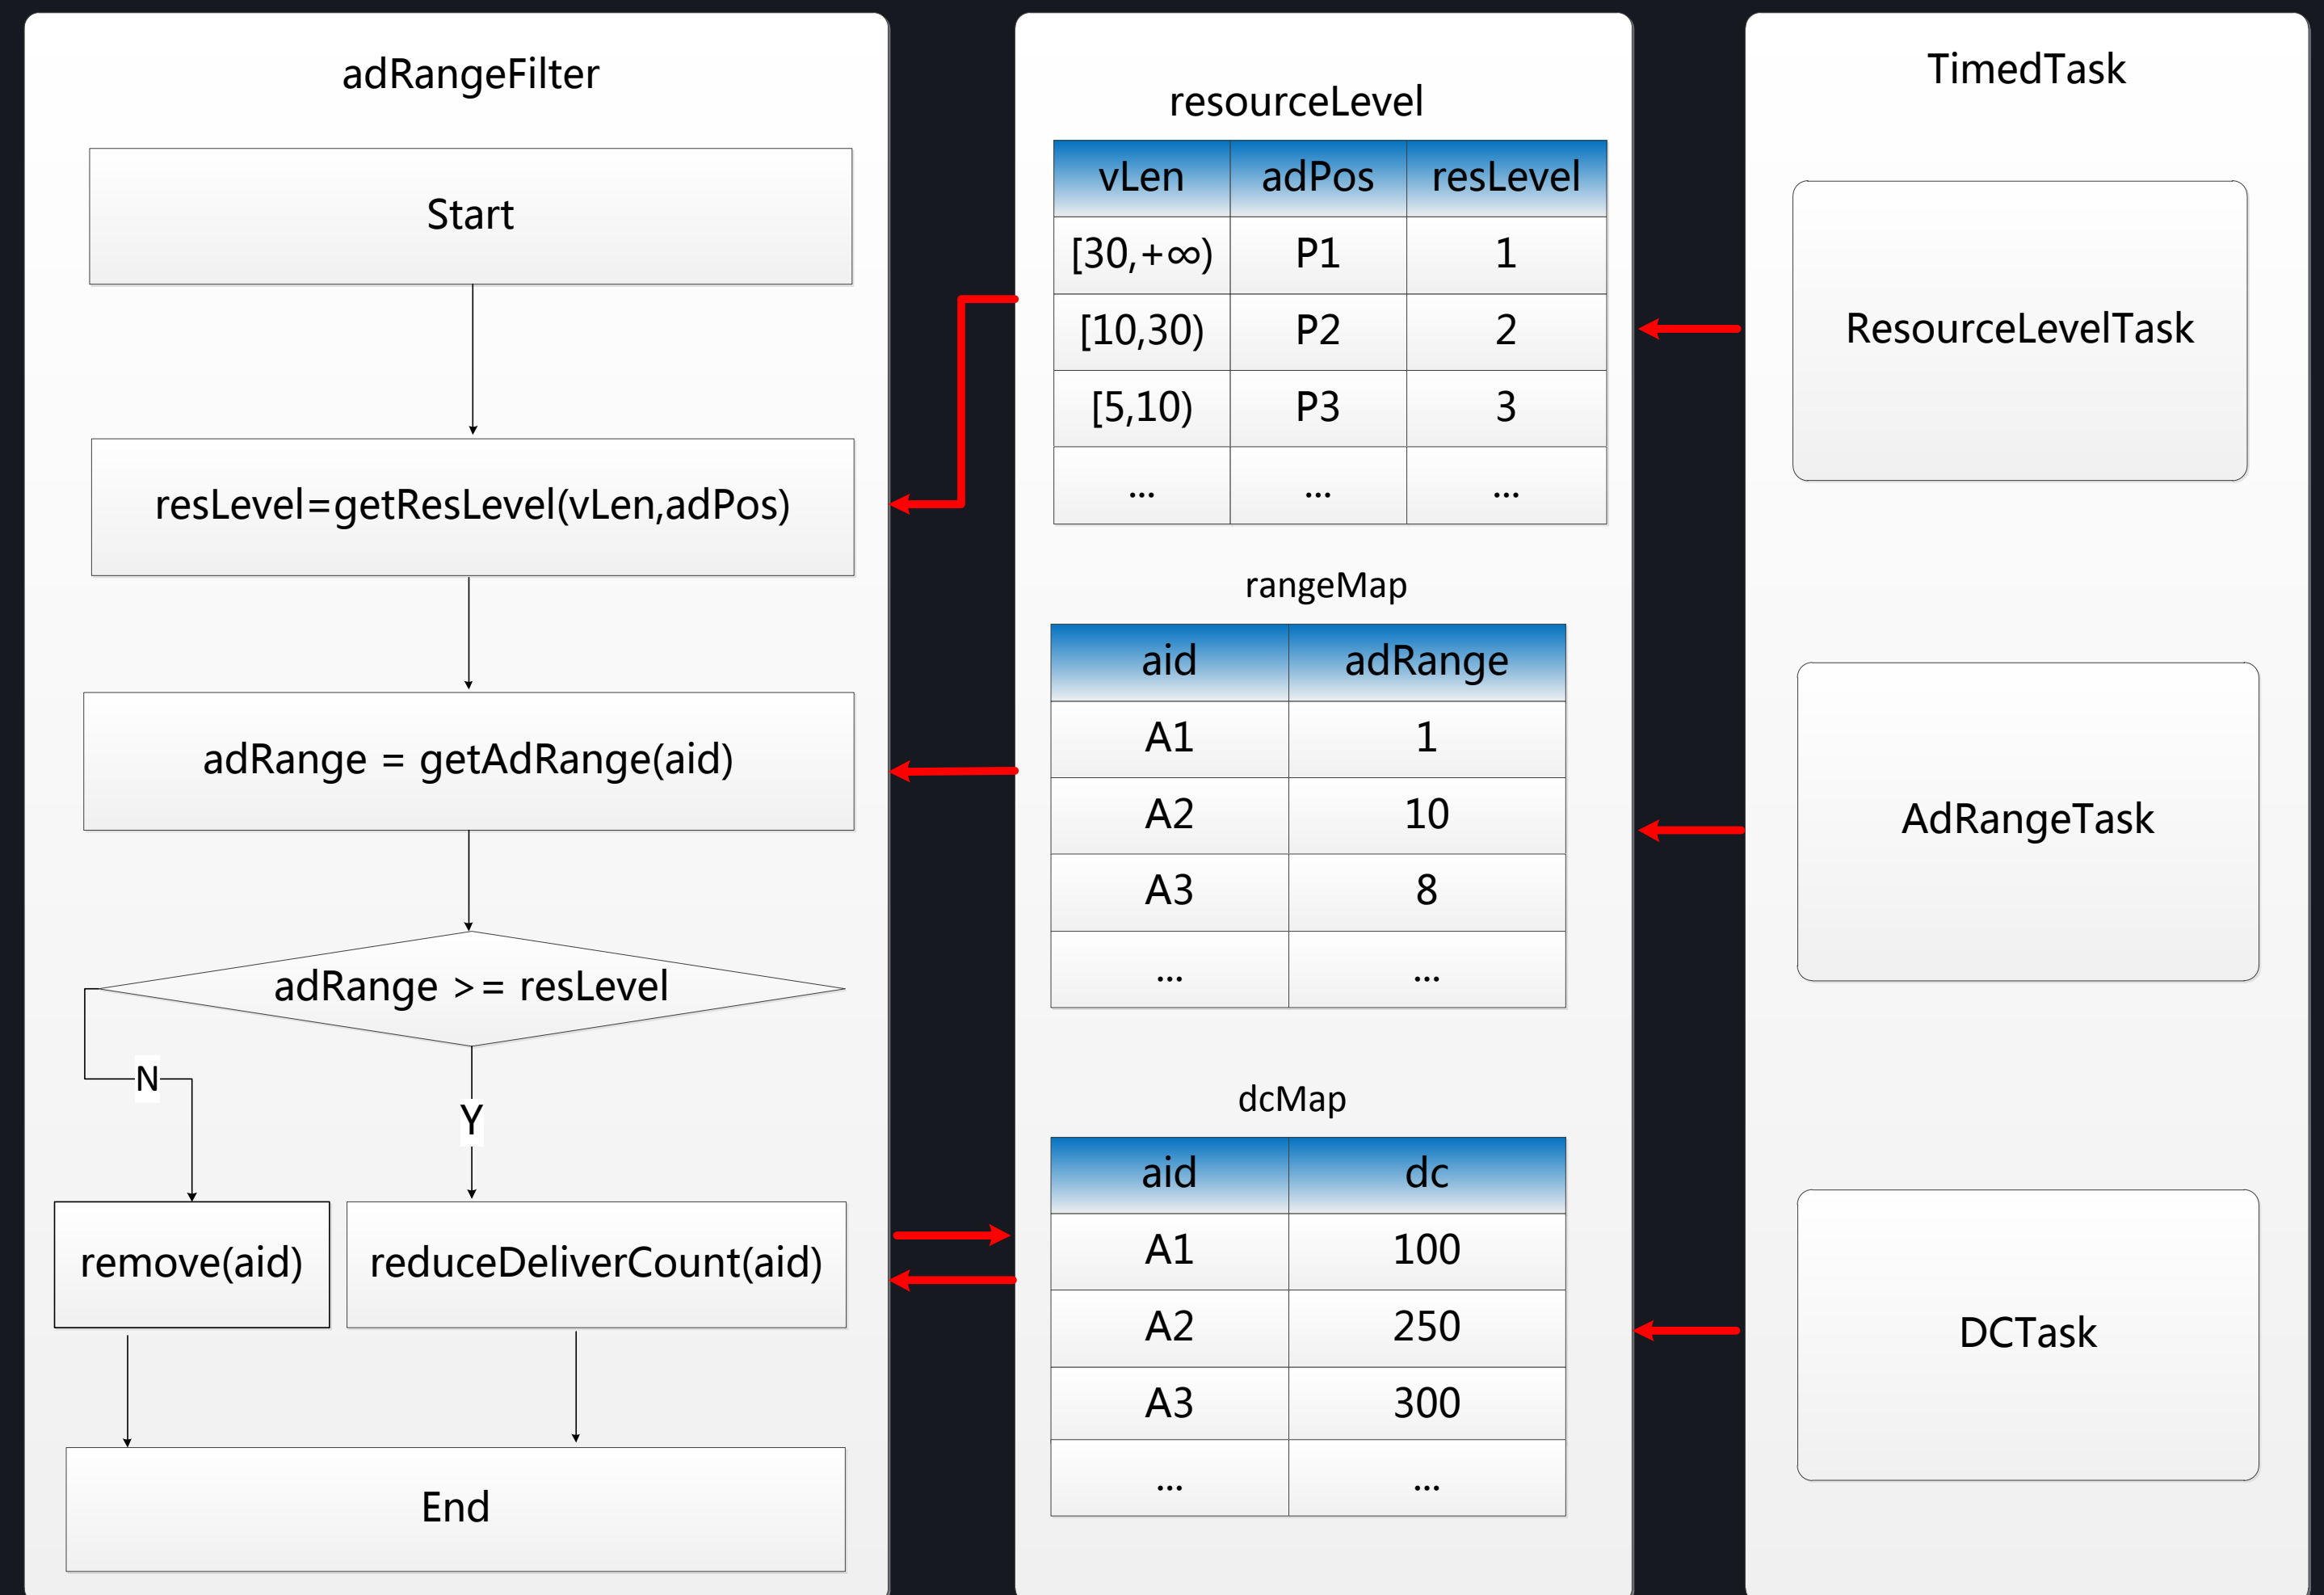 adRangeFilter
Start
resLevel=getResLevel(vLen,adPos)
adRange = getAdRange(aid)
adRange >= resLevel
N
Y
remove(aid)
reduceDeliverCount(aid)
End
resourceLevel
vLen adPos resLevel
[30,+∞) P1 1
[10,30) P2 2
[5,10) P3 3
... ... ...
rangeMap
aid adRange
A1 1
A2 10
A3 8
... ...
dcMap
aid dc
A1 100
A2 250
A3 300
... ...
TimedTask
ResourceLevelTask
AdRangeTask
DCTask